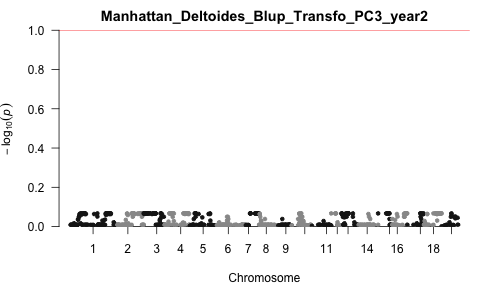 Manhattan_Deltoides_Blup_Transfo_PC3_year2
1.0
0.8
0.6
0.4
0.2
0.0
− log10(p)
1 2 3 4 5 6 7 8 9 11 14 16 18
Chromosome